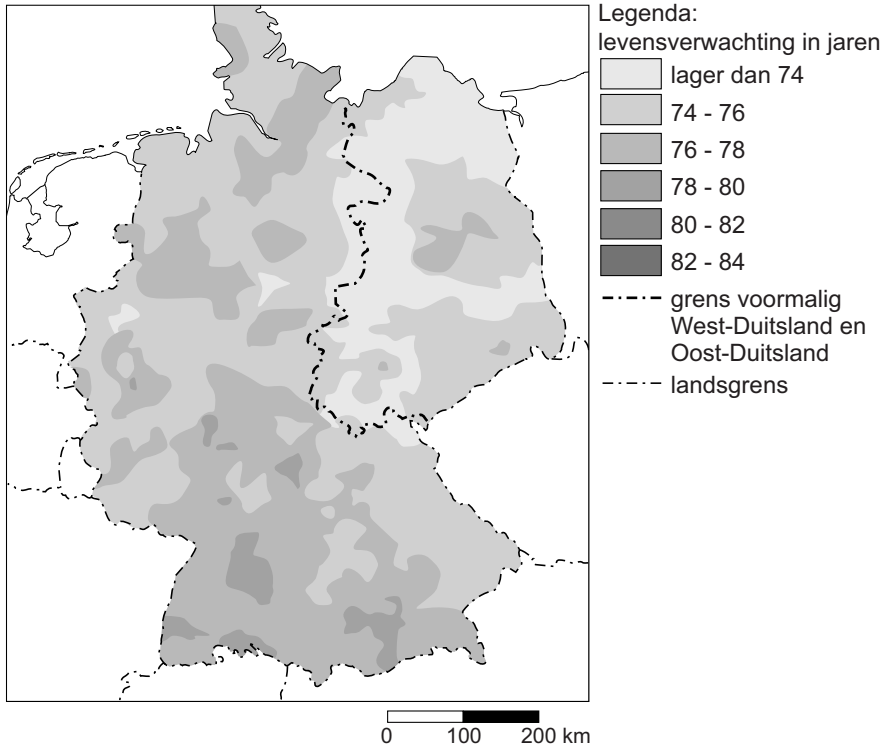 Legenda:
levensverwachting in jaren
lager dan 74
74 - 76
76 - 78
78 - 80
80 - 82
82 - 84
grens voormalig
West-Duitsland en
Oost-Duitsland
landsgrens
0 100 200 km